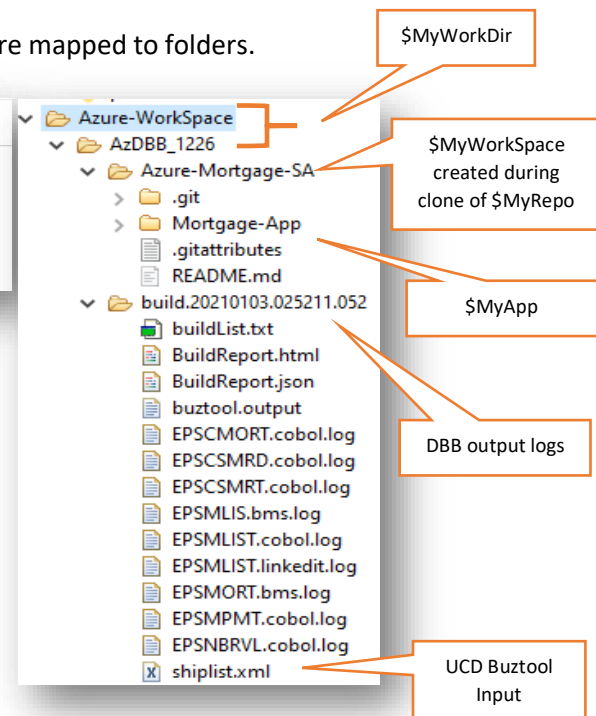 re mapped to folders.
$MyWorkDir
Azure-WorkSpace
AzDBB_1226
Azure-Mortgage-SA
.git
Mortgage-App
.gitattributes
README.md
build.20210103.025211.052
buildList.txt
BuildReport.html
BuildReport.json
buztool.output
EPSCMORT.cobol.log
EPSCSMRD.cobol.log
EPSCSMRT.cobol.log
EPSMLIS.bms.log
EPSMLIST.cobol.log
EPSMLIST.linkedit.log
EPSMORT.bms.log
EPSMPMT.cobol.log
EPSNBRVL.cobol.log
shiplist.xml
$MyWorkSpace
created during
clone of $MyRepo
$MyApp
DBB output logs
UCD Buztool
Input